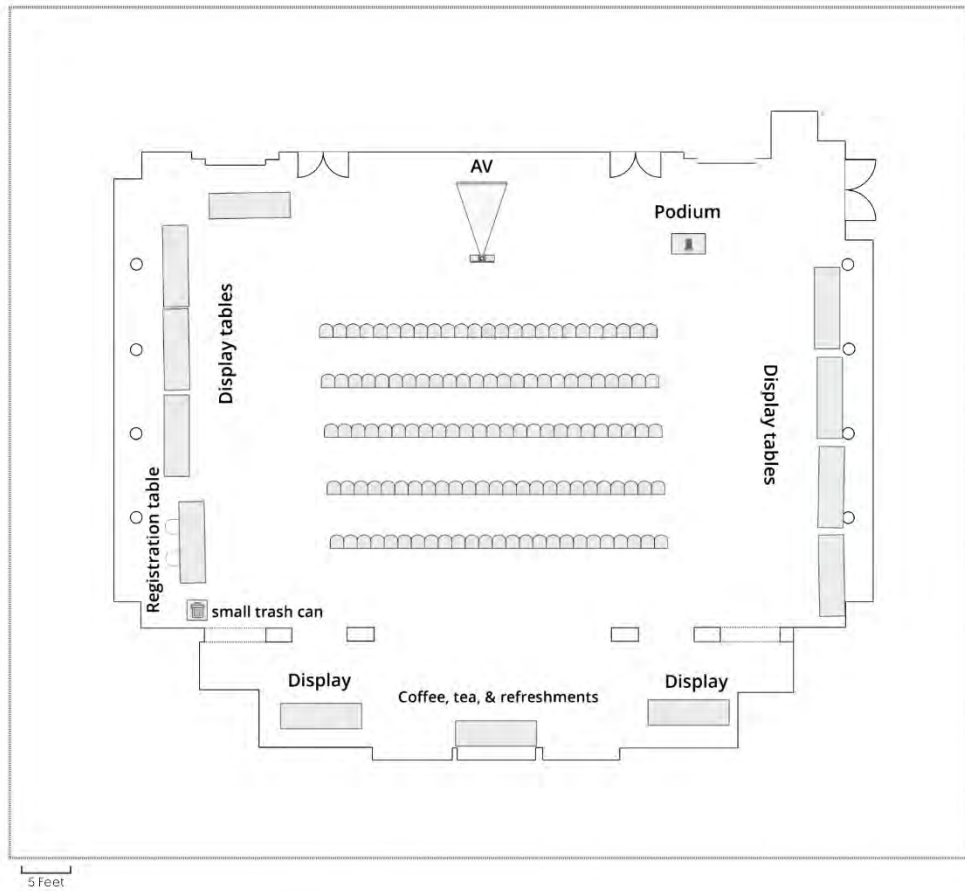 AV
Podium
Display tables
Display tables
Registration table
small trash can
Display
Coffee, tea, & refreshments
Display
5 Feet